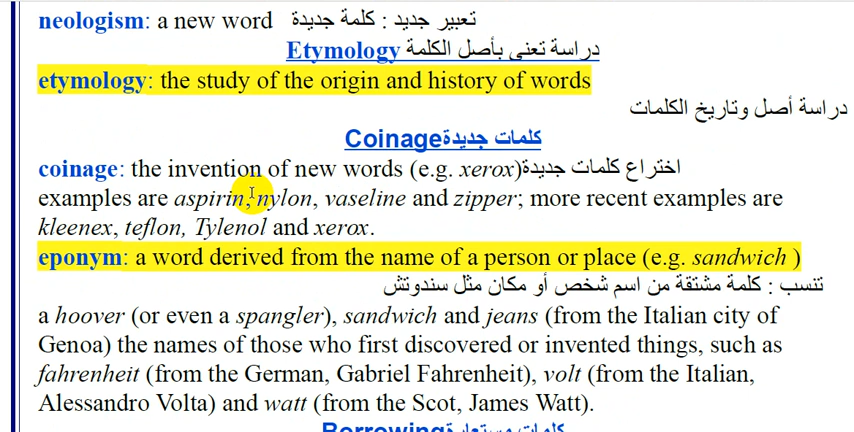 neologism: a new word تعبير جديد : كلمة جديدة
Etymology دراسة تعنى بأصل الكلمة
etymology: the study of the origin and history of words
دراسة أصل وتاريخ الكلمات
Coinageكلمات جديدة
coinage: the invention of new words (e.g. xerox)اختراع كلمات جديدة
examples are aspirin, nylon, vaseline and zipper; more recent examples are
kleenex, teflon, Tylenol and xerox.
eponym: a word derived from the name of a person or place (e.g. sandwich )
تنسب : كلمة مشتقة من اسم شخص أو مكان مثل سندوتش
a hoover (or even a spangler), sandwich and jeans (from the Italian city of
Genoa) the names of those who first discovered or invented things, such as
fahrenheit (from the German, Gabriel Fahrenheit), volt (from the Italian,
Alessandro Volta) and watt (from the Scot, James Watt).
Borrowingكلمات مستعارة